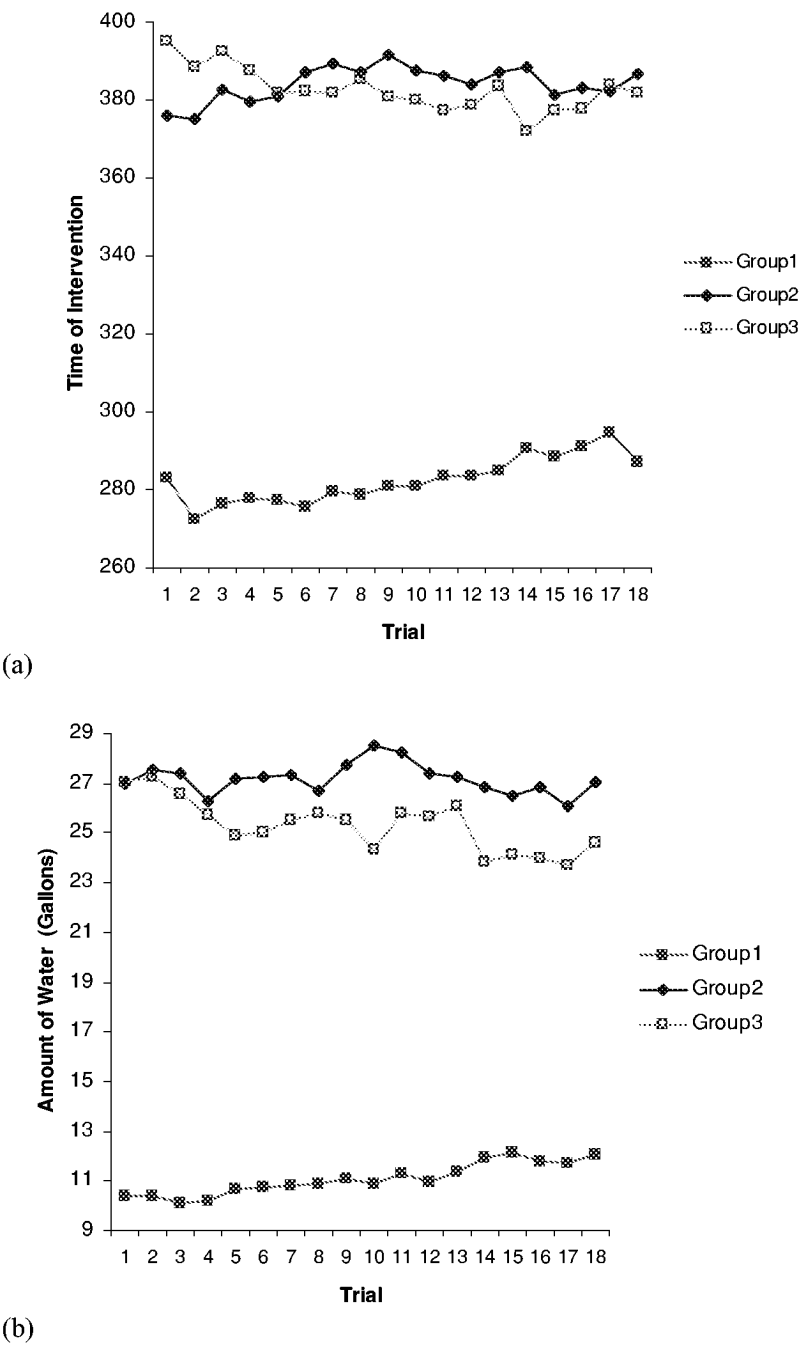 400
380
360
340
320
300
280
260
Time of Intervention
1 2 3 4 5 6 7 8 9 10 11 12 13 14 15 16 17 18
Trial
Group1
Group2
Group3
(a)
29
27
25
23
21
19
17
15
13
11
9
Amount of Water (Gallons)
1 2 3 4 5 6 7 8 9 10 11 12 13 14 15 16 17 18
Trial
Group1
Group2
Group3
(b)